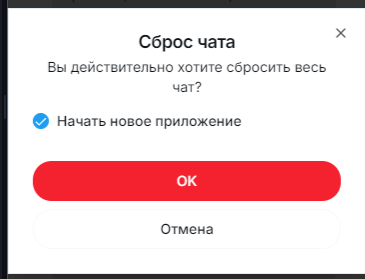 Сброс чата
Вы действительно хотите сбросить весь
чат?
Начать новое приложение
OK
Отмена